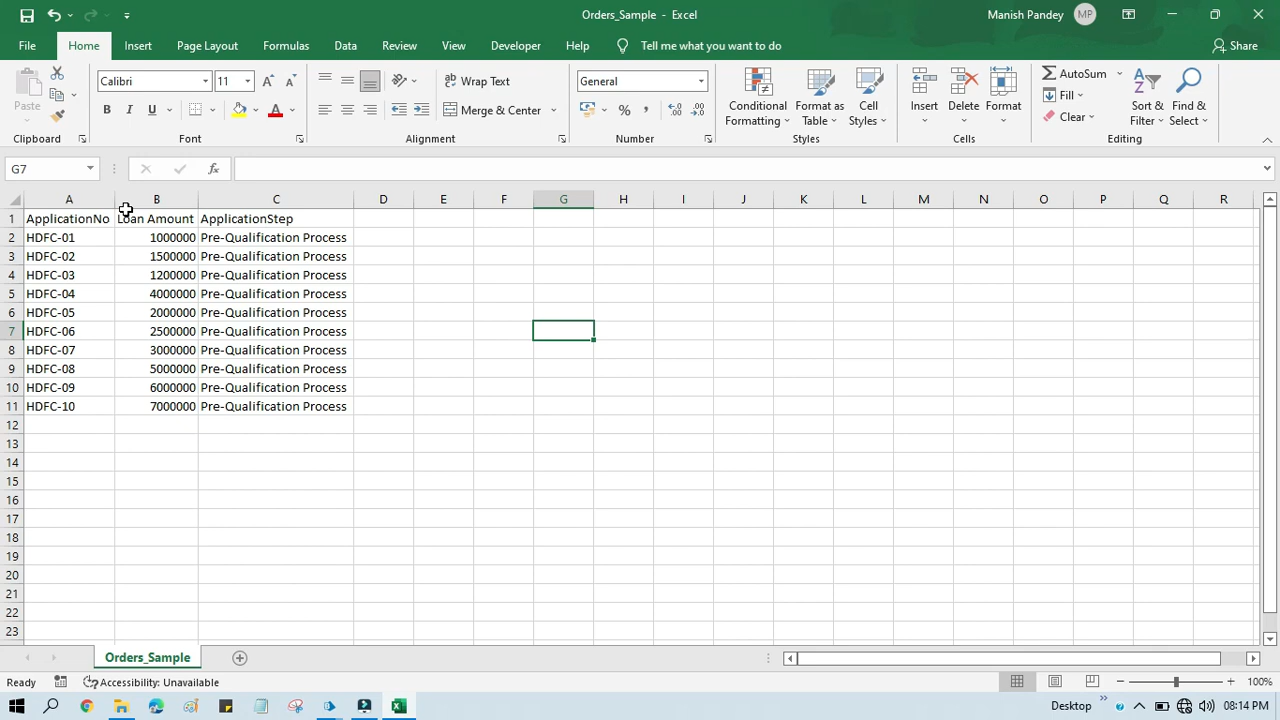 Orders_Sample - Excel
Manish Pandey MP
File Home Insert Page Layout Formulas Data Review View Developer Help Tell me what you want to do Share
Paste Calibri 11 A A Wrap Text General Conditional Formatting Format as Table Cell Styles Insert Delete Format AutoSum Sort & Filter Find & Select
B I U A Merge & Center % Fill
Clear
Clipboard Font Alignment Number Styles Cells Editing
G7 fx
A B C D E F G H I J K L M N O P Q R
1 ApplicationNo Loan Amount ApplicationStep
2 HDFC-01 1000000 Pre-Qualification Process
3 HDFC-02 1500000 Pre-Qualification Process
4 HDFC-03 1200000 Pre-Qualification Process
5 HDFC-04 4000000 Pre-Qualification Process
6 HDFC-05 2000000 Pre-Qualification Process
7 HDFC-06 2500000 Pre-Qualification Process
8 HDFC-07 3000000 Pre-Qualification Process
9 HDFC-08 5000000 Pre-Qualification Process
10 HDFC-09 6000000 Pre-Qualification Process
11 HDFC-10 7000000 Pre-Qualification Process
12
13
14
15
16
17
18
19
20
21
22
23
Orders_Sample
Ready Accessibility: Unavailable 100%
Desktop 08:14 PM